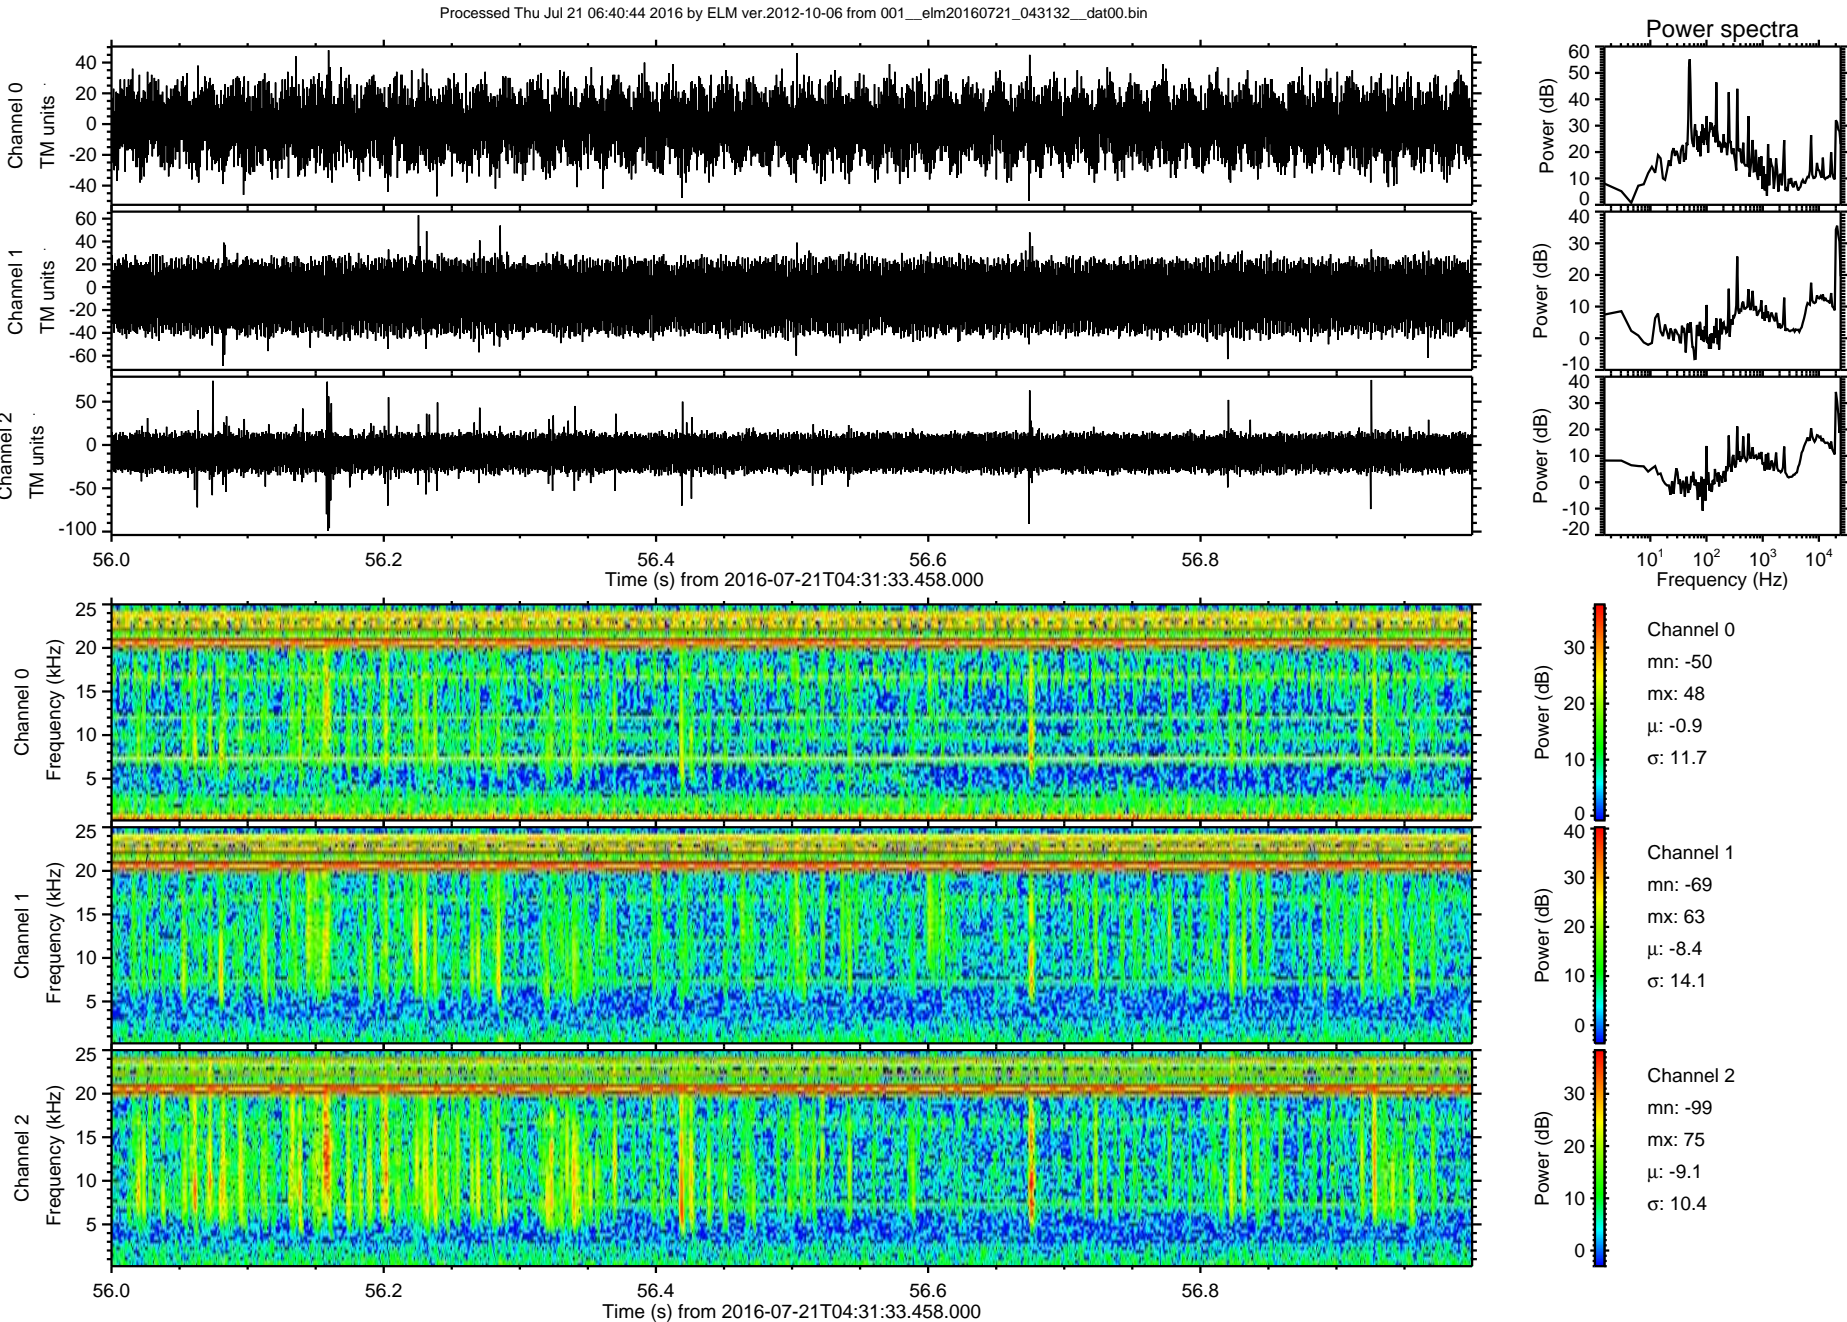 Processed Thu Jul 21 06:40:44 2016 by ELM ver.2012-10-06 from 001__elm20160721_043132__dat00.bin
Power spectra
Channel 0
TM units
40
20
0
-20
-40
Power (dB)
60
50
40
30
20
10
0
Channel 1
TM units
60
40
20
0
-20
-40
-60
Power (dB)
40
30
20
10
0
-10
Channel 2
TM units
50
0
-50
-100
Power (dB)
40
30
20
10
0
-10
-20
56.0 56.2 56.4 56.6 56.8
Time (s) from 2016-07-21T04:31:33.458.000
10¹ 10² 10³ 10⁴
Frequency (Hz)
Channel 0
Frequency (kHz)
25
20
15
10
5
Power (dB)
30
20
10
0
Channel 0
mn: -50
mx: 48
μ: -0.9
σ: 11.7
Channel 1
Frequency (kHz)
25
20
15
10
5
Power (dB)
40
30
20
10
0
Channel 1
mn: -69
mx: 63
μ: -8.4
σ: 14.1
Channel 2
Frequency (kHz)
25
20
15
10
5
Power (dB)
30
20
10
0
Channel 2
mn: -99
mx: 75
μ: -9.1
σ: 10.4
56.0 56.2 56.4 56.6 56.8
Time (s) from 2016-07-21T04:31:33.458.000